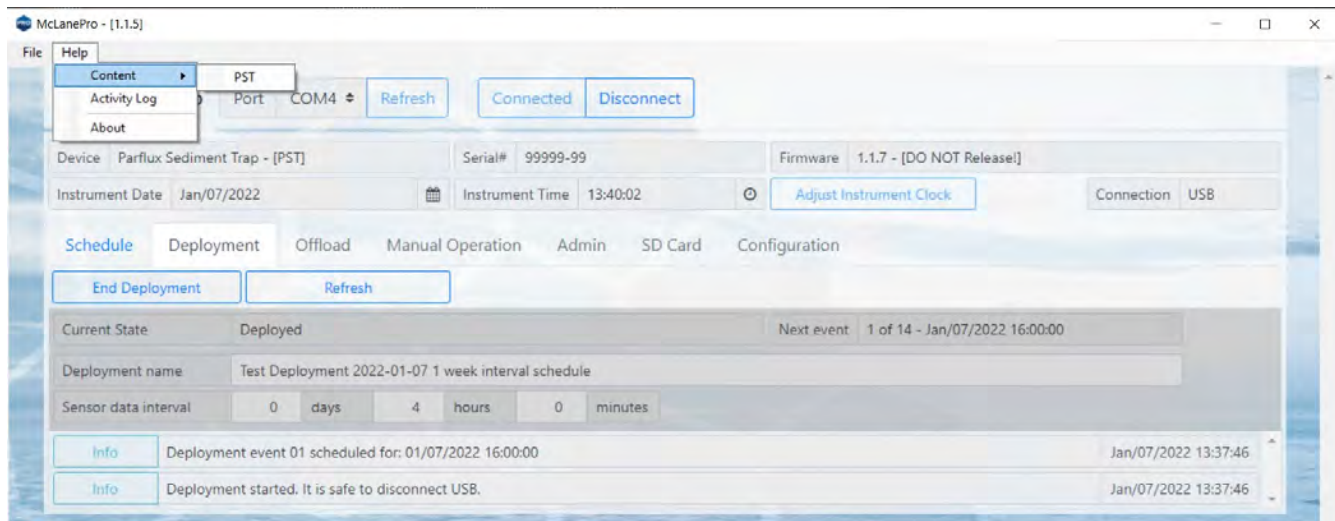 McLanePro - [1.1.5]
File Help
Content PST
Activity Log
About
Port COM4 Refresh Connected Disconnect
Device Parflux Sediment Trap - [PST] Serial# 99999-99 Firmware 1.1.7 - [DO NOT Release!]
Instrument Date Jan/07/2022 Instrument Time 13:40:02 Adjust Instrument Clock Connection USB
Schedule Deployment Offload Manual Operation Admin SD Card Configuration
End Deployment Refresh
Current State Deployed Next event 1 of 14 - Jan/07/2022 16:00:00
Deployment name Test Deployment 2022-01-07 1 week interval schedule
Sensor data interval 0 days 4 hours 0 minutes
Info Deployment event 01 scheduled for: 01/07/2022 16:00:00 Jan/07/2022 13:37:46
Info Deployment started. It is safe to disconnect USB. Jan/07/2022 13:37:46